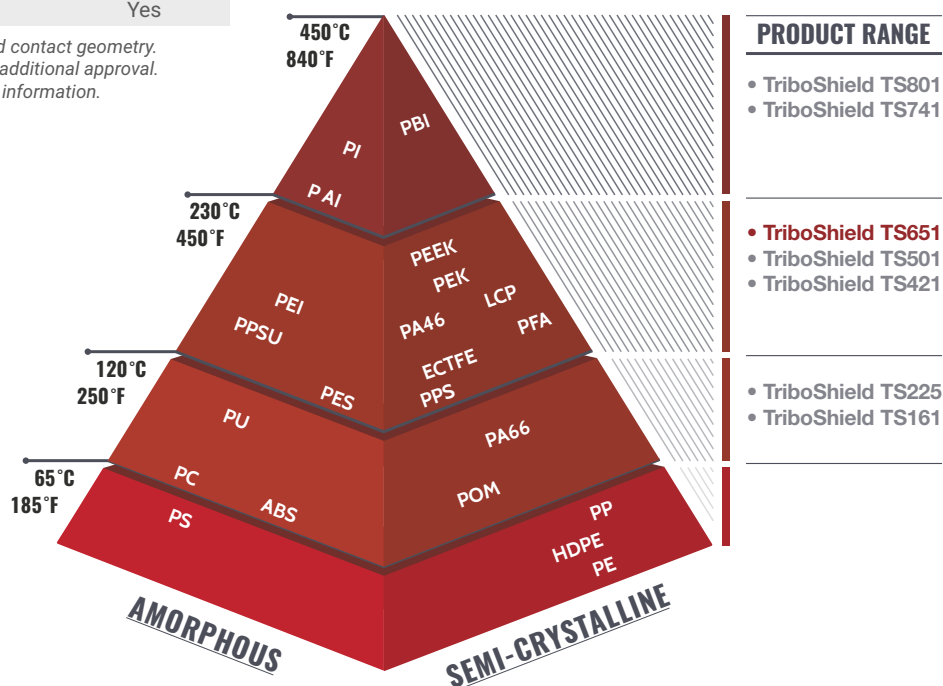 Yes
d contact geometry.
additional approval.
information.
450°C
840°F
PRODUCT RANGE
• TriboShield TS801
• TriboShield TS741
PBI
PI
P AI
230°C
450°F
• TriboShield TS651
• TriboShield TS501
• TriboShield TS421
PEEK
PEK
LCP
PEI
PA46
PFA
PPSU
ECTFE
PES
PPS
120°C
250°F
• TriboShield TS225
• TriboShield TS161
PU
PA66
PC
POM
ABS
65°C
185°F
PS
PP
HDPE
PE
AMORPHOUS
SEMI-CRYSTALLINE